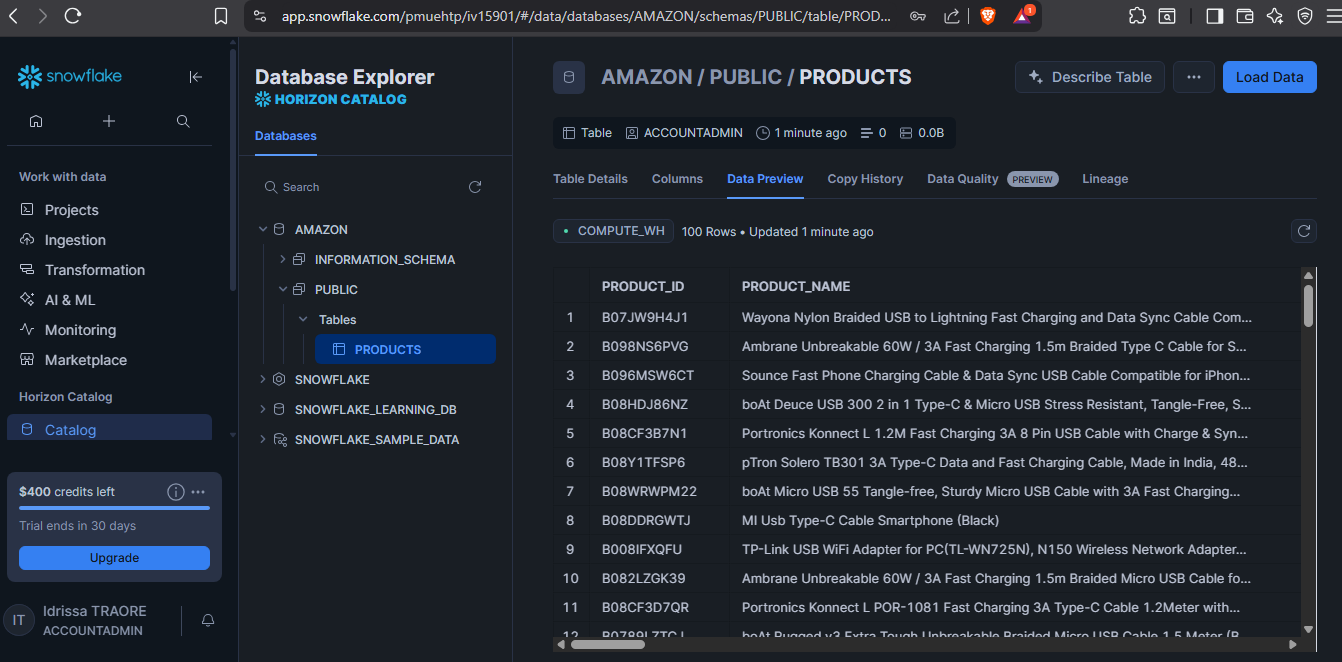 app.snowflake.com/pmuehtp/iv15901/#/data/databases/AMAZON/schemas/PUBLIC/table/PROD...
1
snowflake
Work with data
Projects
Ingestion
Transformation
AI & ML
Monitoring
Marketplace
Horizon Catalog
Catalog
$400 credits left
Trial ends in 30 days
Upgrade
IT
Idrissa TRAORE
ACCOUNTADMIN
Database Explorer
HORIZON CATALOG
Databases
Search
AMAZON
INFORMATION_SCHEMA
PUBLIC
Tables
PRODUCTS
SNOWFLAKE
SNOWFLAKE_LEARNING_DB
SNOWFLAKE_SAMPLE_DATA
AMAZON / PUBLIC / PRODUCTS
Describe Table
...
Load Data
Table ACCOUNTADMIN 1 minute ago 0 0.0B
Table Details Columns Data Preview Copy History Data Quality PREVIEW Lineage
COMPUTE_WH 100 Rows • Updated 1 minute ago
PRODUCT_ID PRODUCT_NAME
1 B07JW9H4J1 Wayona Nylon Braided USB to Lightning Fast Charging and Data Sync Cable Com...
2 B098NS6PVG Ambrane Unbreakable 60W / 3A Fast Charging 1.5m Braided Type C Cable for S...
3 B096MSW6CT Sounce Fast Phone Charging Cable & Data Sync USB Cable Compatible for iPhon...
4 B08HDJ86NZ boAt Deuce USB 300 2 in 1 Type-C & Micro USB Stress Resistant, Tangle-Free, S...
5 B08CF3B7N1 Portronics Konnect L 1.2M Fast Charging 3A 8 Pin USB Cable with Charge & Syn...
6 B08Y1TFSP6 pTron Solero TB301 3A Type-C Data and Fast Charging Cable, Made in India, 48...
7 B08WRWPM22 boAt Micro USB 55 Tangle-free, Sturdy Micro USB Cable with 3A Fast Charging...
8 B08DDRGWTJ MI Usb Type-C Cable Smartphone (Black)
9 B008IFXQFU TP-Link USB WiFi Adapter for PC(TL-WN725N), N150 Wireless Network Adapter...
10 B082LZGK39 Ambrane Unbreakable 60W / 3A Fast Charging 1.5m Braided Micro USB Cable fo...
11 B08CF3D7QR Portronics Konnect L POR-1081 Fast Charging 3A Type-C Cable 1.2Meter with...
12 boAt Rugged v3 Extra Tough Unbreakable Braided Micro USB Cable 1.5 Meter (B...